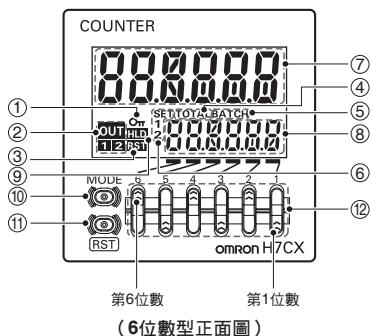 COUNTER
888888
⑦
④
⑤
①
SET TOTAL BATCH
②
OUT
HLD
1
2
888888
⑧
③
1 2
RST
⑨
⑥
MODE
6 5 4 3 2 1
⑩
⑪
⑫
RST
OMRON H7CX
第6位數
第1位數
(6位數型正面圖)